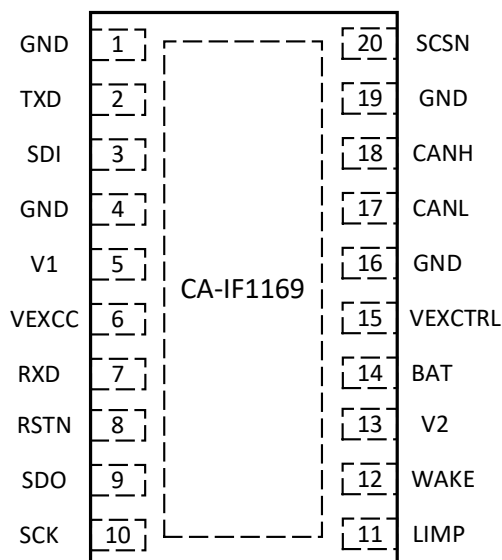 GND 1 20 SCSN
TXD 2 19 GND
SDI 3 18 CANH
GND 4 17 CANL
V1 5 16 GND
CA-IF1169
VEXCC 6 15 VEXCTRL
RXD 7 14 BAT
RSTN 8 13 V2
SDO 9 12 WAKE
SCK 10 11 LIMP